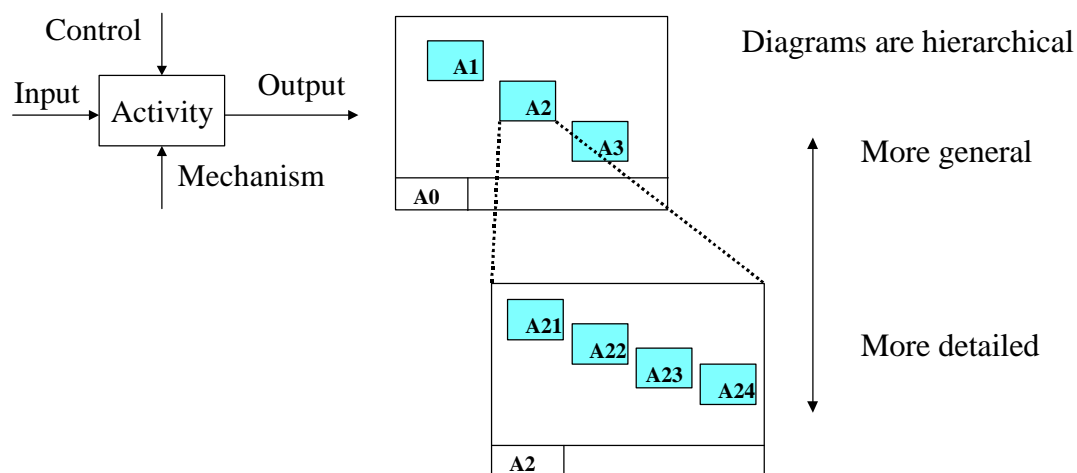 Control
Input
Activity
Output
Mechanism
A1
A2
A3
A0
Diagrams are hierarchical
More general
A21
A22
A23
A24
A2
More detailed